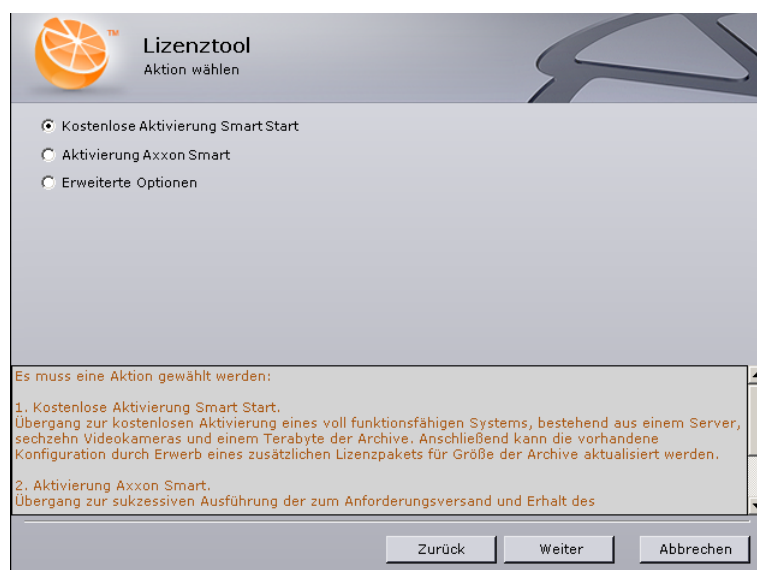 TM
Lizenztool
Aktion wählen
Kostenlose Aktivierung Smart Start
Aktivierung Axxon Smart
Erweiterte Optionen
Es muss eine Aktion gewählt werden:
1. Kostenlose Aktivierung Smart Start.
Übergang zur kostenlosen Aktivierung eines voll funktionsfähigen Systems, bestehend aus einem Server,
sechzehn Videokameras und einem Terabyte der Archive. Anschließend kann die vorhandene
Konfiguration durch Erwerb eines zusätzlichen Lizenzpakets für Größe der Archive aktualisiert werden.
2. Aktivierung Axxon Smart.
Übergang zur sukzessiven Ausführung der zum Anforderungsversand und Erhalt des
Zurück
Weiter
Abbrechen